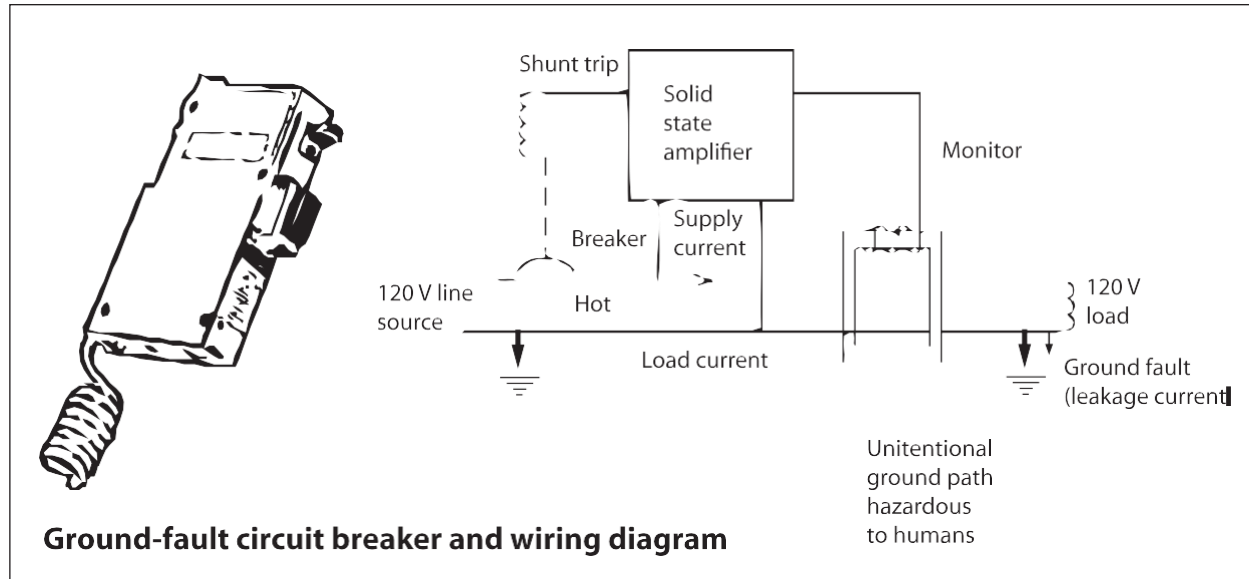 Shunt trip
Solid
state
amplifier
Monitor
Supply
current
Breaker
120 V line
source
Hot
120 V
load
Load current
Ground fault
(leakage current
Unitentional
ground path
hazardous
to humans
Ground-fault circuit breaker and wiring diagram